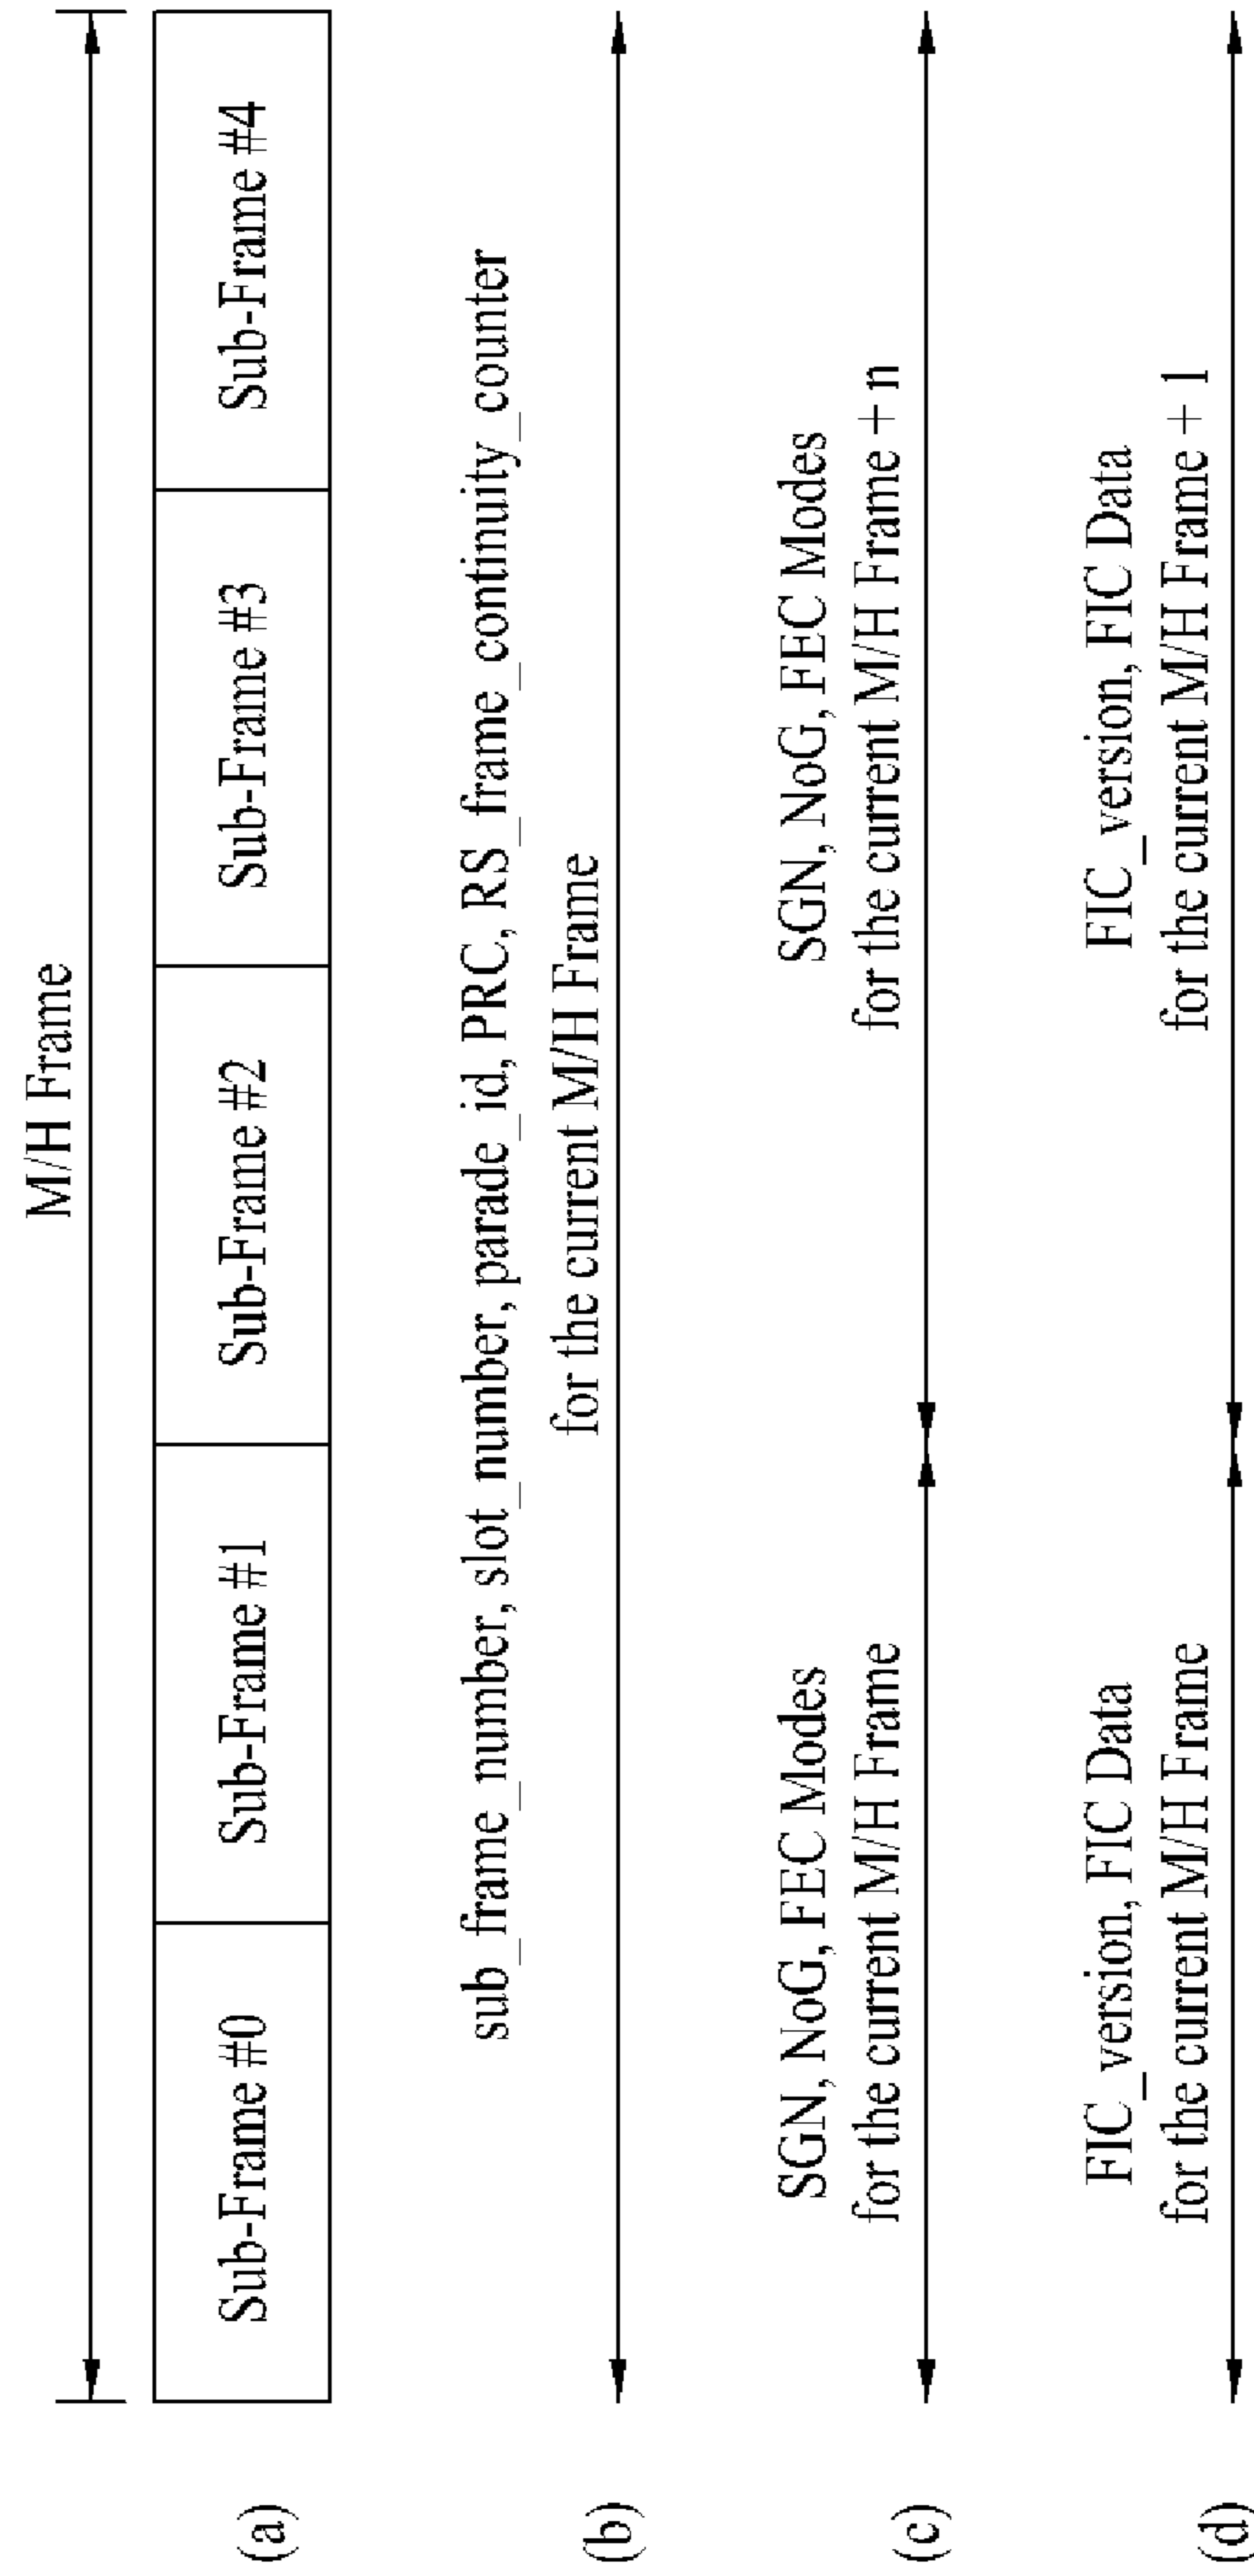 M/H Frame
(a)
Sub-Frame #0
Sub-Frame #1
Sub-Frame #2
Sub-Frame #3
Sub-Frame #4
sub_frame_number, slot_number, parade_id, PRC, RS_frame_continuity_counter
for the current M/H Frame
(b)
SGN, NoG, FEC Modes
for the current M/H Frame
SGN, NoG, FEC Modes
for the current M/H Frame + n
(c)
FIC_version, FIC Data
for the current M/H Frame
FIC_version, FIC Data
for the current M/H Frame + 1
(d)